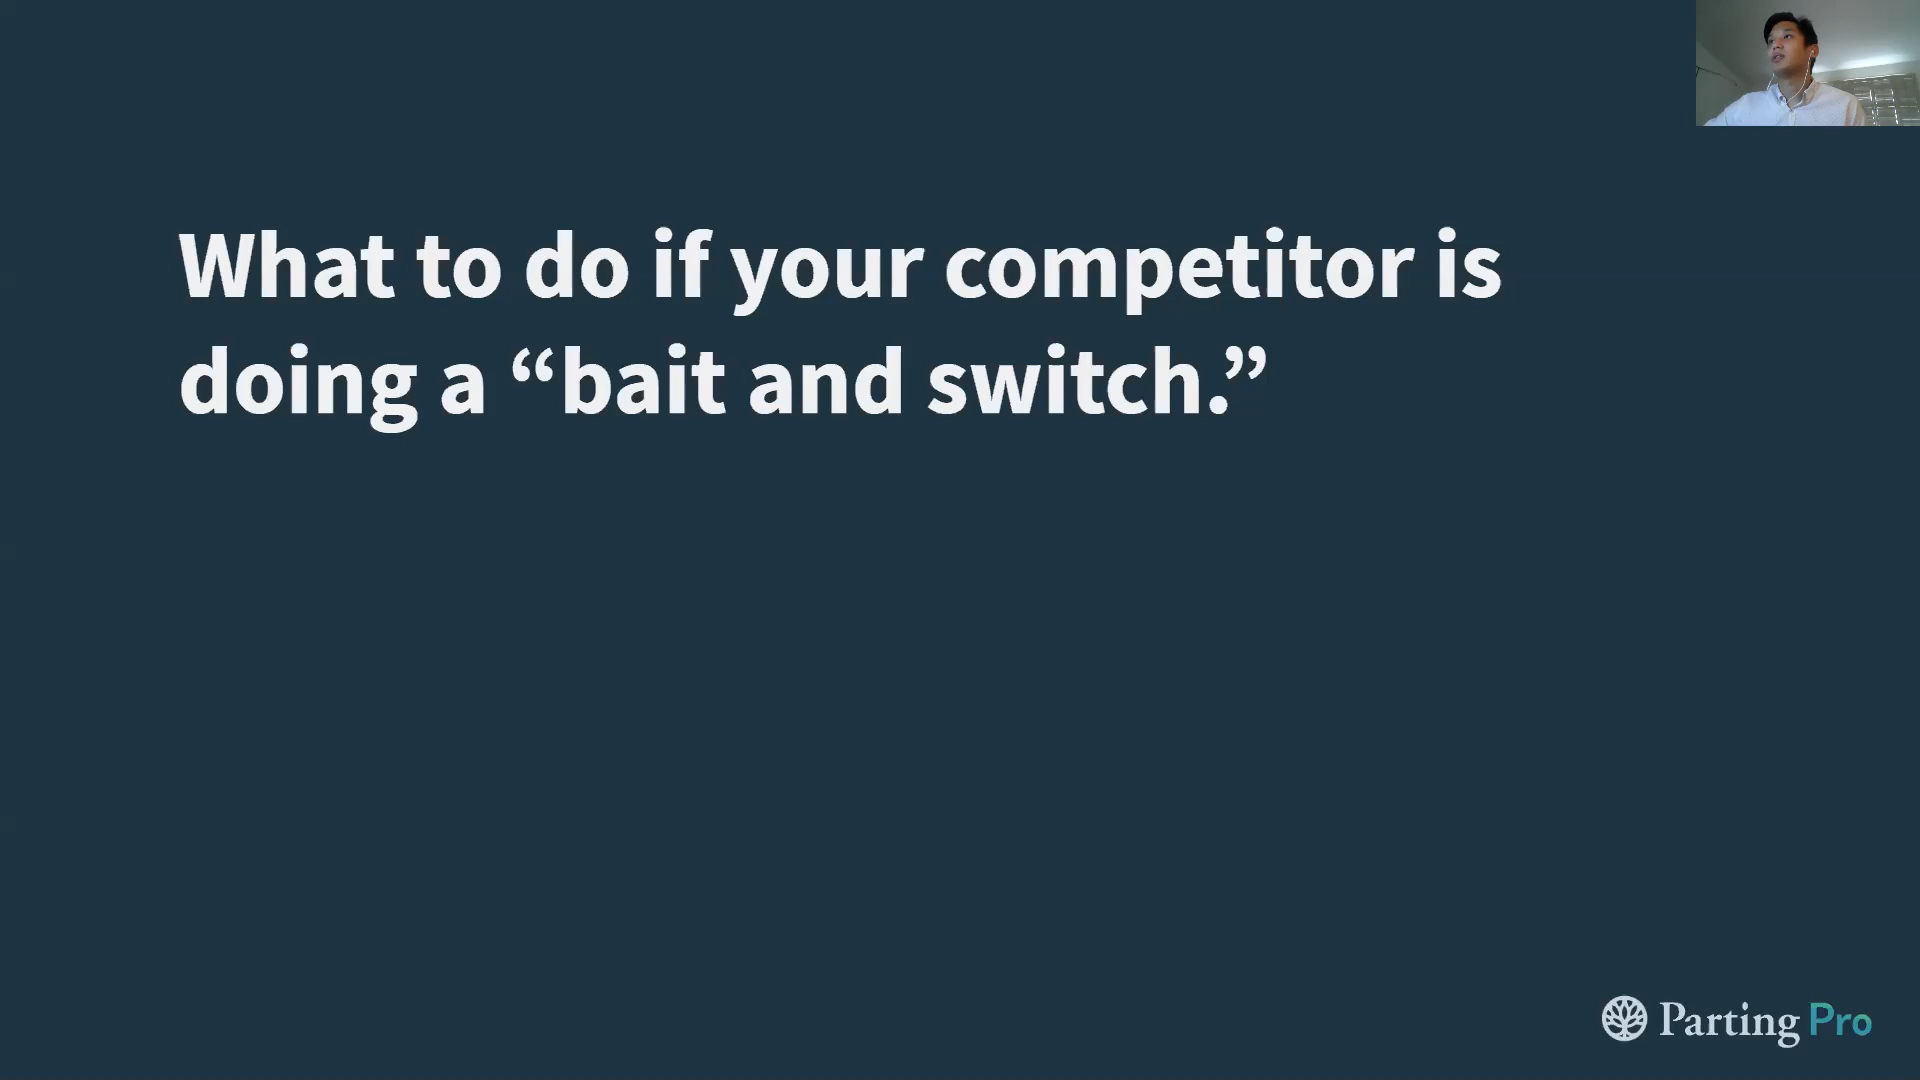 What to do if your competitor is
doing a “bait and switch.”
Parting Pro